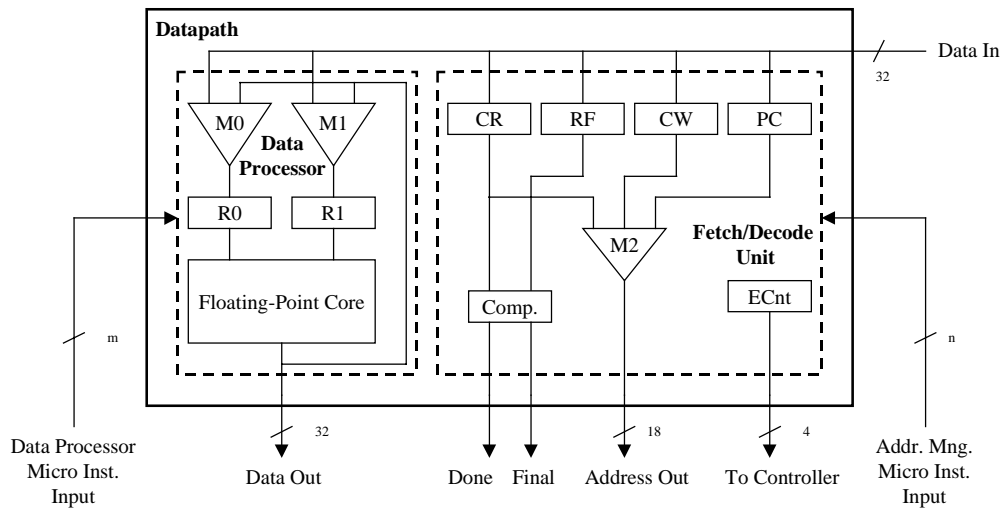 Datapath
Data In
32
M0
M1
Data
Processor
CR
RF
CW
PC
R0
R1
M2
Fetch/Decode
Unit
Floating-Point Core
Comp.
ECnt
m
n
32
18
4
Data Processor
Micro Inst.
Input
Data Out
Done
Final
Address Out
To Controller
Addr. Mng.
Micro Inst.
Input